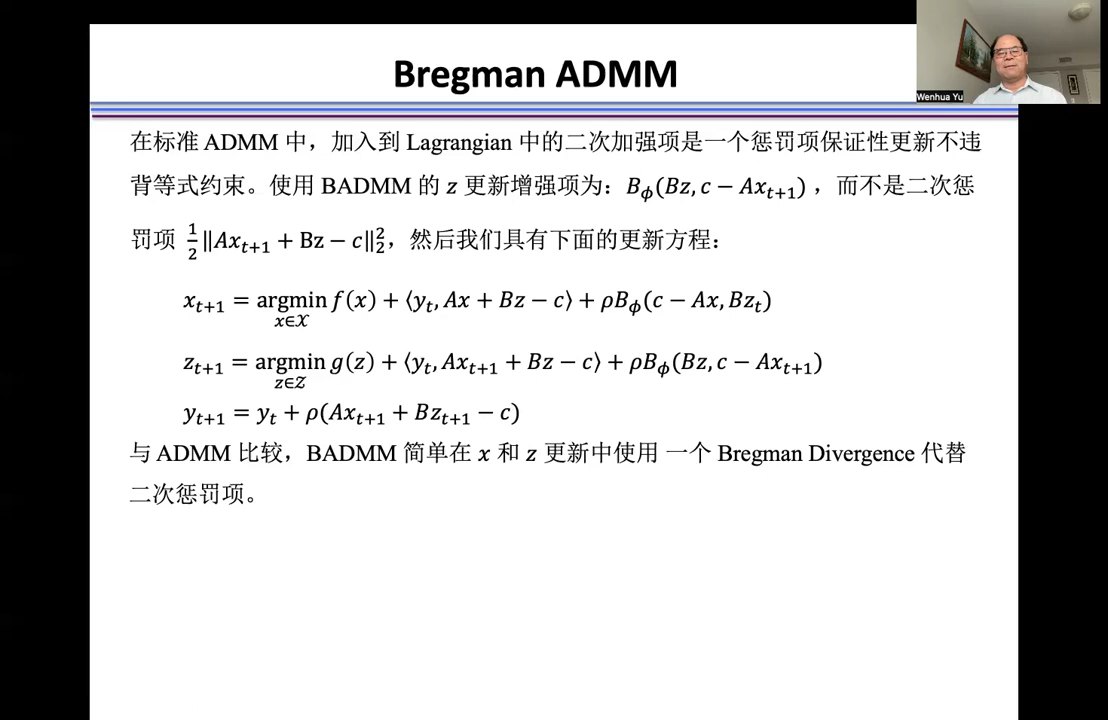 Bregman ADMM
Wenhua Yu
在标准 ADMM 中，加入到 Lagrangian 中的二次加强项是一个惩罚项保证性更新不违
背等式约束。使用 BADMM 的 z 更新增强项为：B_ϕ(Bz, c − Ax_{t+1})，而不是二次惩
罚项 1/2 ‖Ax_{t+1} + Bz − c‖₂²，然后我们具有下面的更新方程：
x_{t+1} = argmin_{x∈𝒳} f(x) + ⟨y_t, Ax + Bz − c⟩ + ρB_ϕ(c − Ax, Bz_t)
z_{t+1} = argmin_{z∈𝒵} g(z) + ⟨y_t, Ax_{t+1} + Bz − c⟩ + ρB_ϕ(Bz, c − Ax_{t+1})
y_{t+1} = y_t + ρ(Ax_{t+1} + Bz_{t+1} − c)
与 ADMM 比较，BADMM 简单在 x 和 z 更新中使用 一个 Bregman Divergence 代替
二次惩罚项。